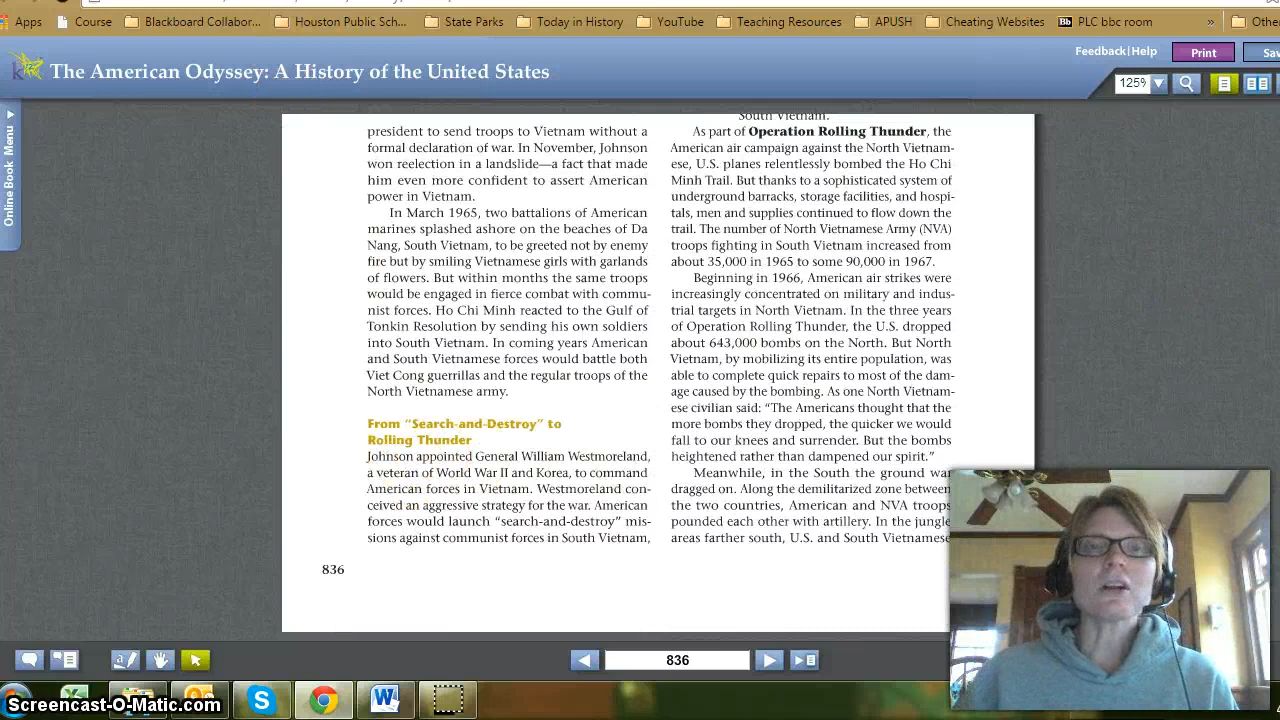 Apps
Course
Blackboard Collabor...
Houston Public Sch...
State Parks
Today in History
YouTube
Teaching Resources
APUSH
Cheating Websites
Bb PLC bbc room
»
Other
Feedback|Help
Print
Sav
The American Odyssey: A History of the United States
125%
Online Book Menu
president to send troops to Vietnam without a
formal declaration of war. In November, Johnson
won reelection in a landslide—a fact that made
him even more confident to assert American
power in Vietnam.
In March 1965, two battalions of American
marines splashed ashore on the beaches of Da
Nang, South Vietnam, to be greeted not by enemy
fire but by smiling Vietnamese girls with garlands
of flowers. But within months the same troops
would be engaged in fierce combat with commu-
nist forces. Ho Chi Minh reacted to the Gulf of
Tonkin Resolution by sending his own soldiers
into South Vietnam. In coming years American
and South Vietnamese forces would battle both
Viet Cong guerrillas and the regular troops of the
North Vietnamese army.
From “Search-and-Destroy” to
Rolling Thunder
Johnson appointed General William Westmoreland,
a veteran of World War II and Korea, to command
American forces in Vietnam. Westmoreland con-
ceived an aggressive strategy for the war. American
forces would launch “search-and-destroy” mis-
sions against communist forces in South Vietnam,
836
South Vietnam.
As part of Operation Rolling Thunder, the
American air campaign against the North Vietnam-
ese, U.S. planes relentlessly bombed the Ho Chi
Minh Trail. But thanks to a sophisticated system of
underground barracks, storage facilities, and hospi-
tals, men and supplies continued to flow down the
trail. The number of North Vietnamese Army (NVA)
troops fighting in South Vietnam increased from
about 35,000 in 1965 to some 90,000 in 1967.
Beginning in 1966, American air strikes were
increasingly concentrated on military and indus-
trial targets in North Vietnam. In the three years
of Operation Rolling Thunder, the U.S. dropped
about 643,000 bombs on the North. But North
Vietnam, by mobilizing its entire population, was
able to complete quick repairs to most of the dam-
age caused by the bombing. As one North Vietnam-
ese civilian said: “The Americans thought that the
more bombs they dropped, the quicker we would
fall to our knees and surrender. But the bombs
heightened rather than dampened our spirit.”
Meanwhile, in the South the ground war
dragged on. Along the demilitarized zone between
the two countries, American and NVA troops
pounded each other with artillery. In the jungle
areas farther south, U.S. and South Vietnamese
836
Screencast-O-Matic.com